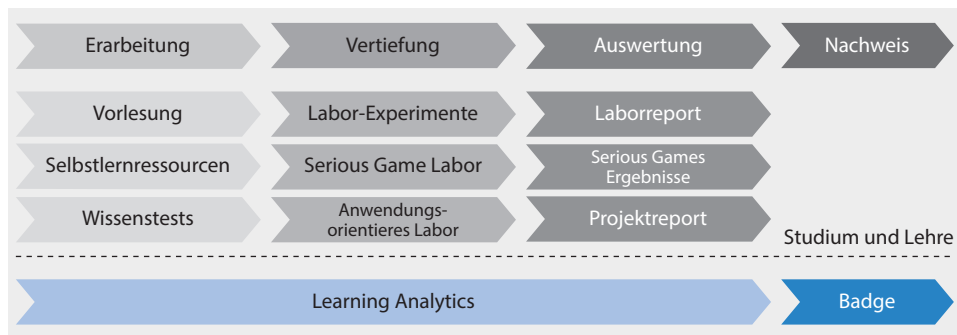 Erarbeitung
Vertiefung
Auswertung
Nachweis
Vorlesung
Labor-Experimente
Laborreport
Selbstlernressourcen
Serious Game Labor
Serious Games
Ergebnisse
Wissenstests
Anwendungs-
orientieres Labor
Projektreport
Studium und Lehre
Learning Analytics
Badge